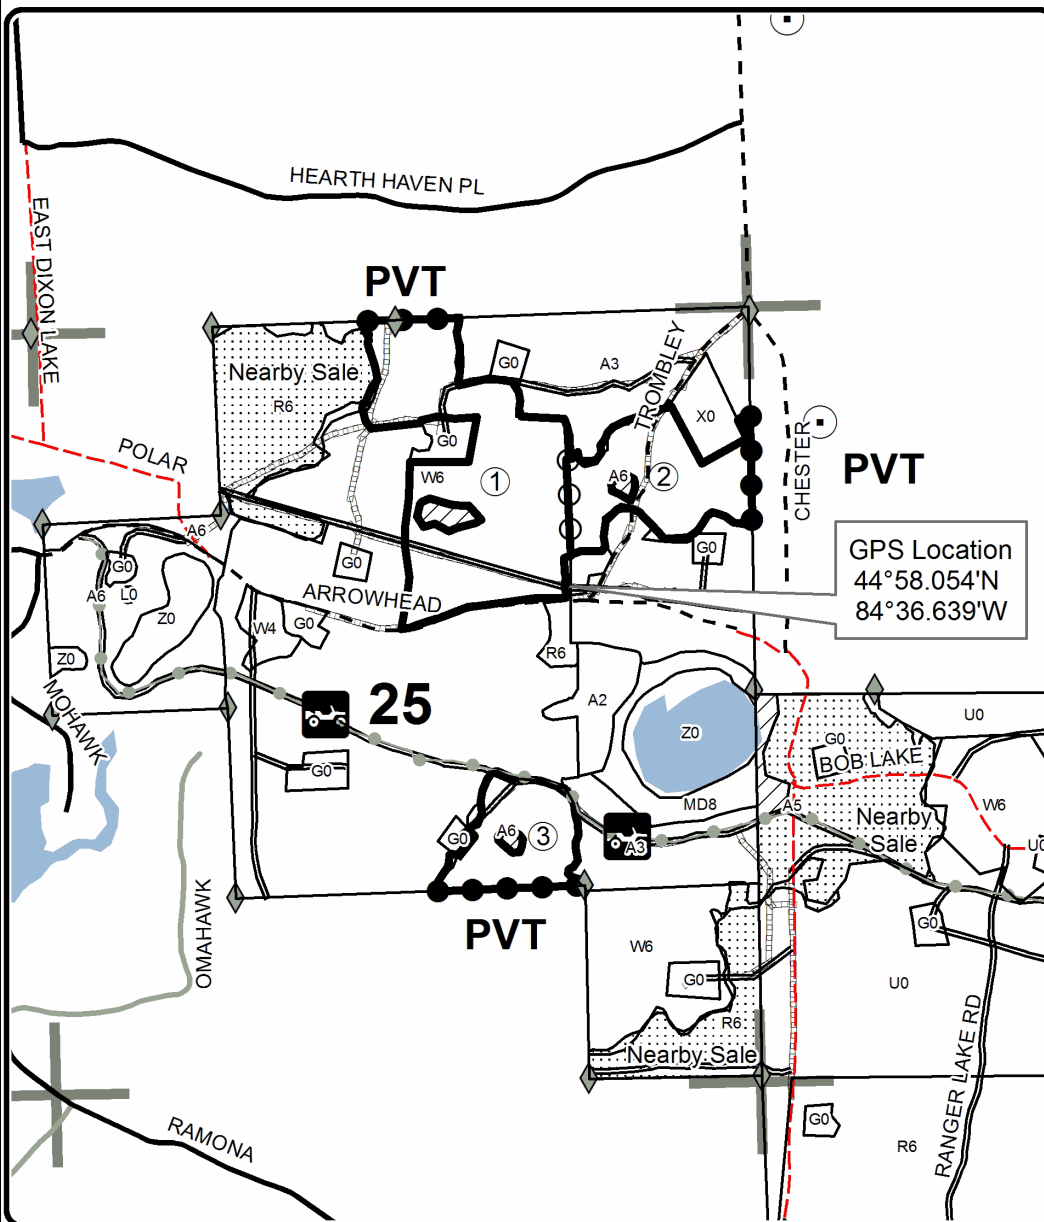 HEARTH HAVEN PL
EAST DIXON LAKE
PVT
TROMBLEY
Nearby Sale
R6
G0
A3
X0
CHESTER
PVT
POLAR
G0
W6
1
A6
2
A6
G0
G0
GPS Location
44°58.054'N
84°36.639'W
G0
A6
L0
Z0
ARROWHEAD
W4
G0
Z0
R6
MOHAWK
25
A2
Z0
U0
G0
BOB LAKE
G0
MD8
A5
W6
Nearby
Sale
G0
A6
3
A3
U0
OMAHAWK
PVT
W6
G0
G0
U0
R6
Nearby Sale
RANGER LAKE RD
RAMONA
G0
R6